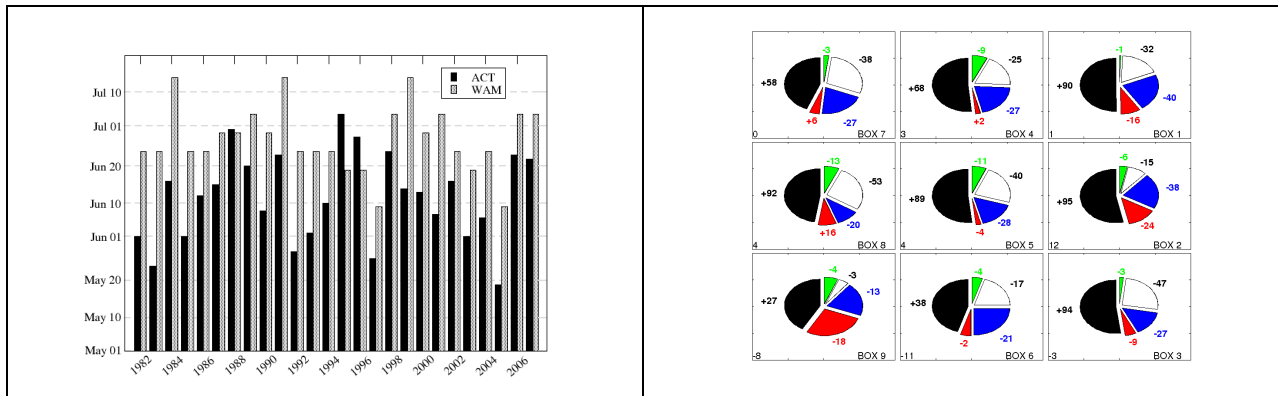 ACT
WAM
Jul 10
Jul 01
Jun 20
Jun 10
Jun 01
May 20
May 10
May 01
1982 1984 1986 1988 1990 1992 1994 1996 1998 2000 2002 2004 2006
-3
-38
+58
+6
-27
0 BOX 7
-9
-25
+68
+2
-27
3 BOX 4
-1
-32
+90
-40
-16
1 BOX 1
-13
-53
+92
+16
-20
4 BOX 8
-11
-40
+89
-4
-28
4 BOX 5
-6
-15
-38
+95
-24
12 BOX 2
-4
-3
-13
+27
-18
-8 BOX 9
-4
-17
+38
-2
-21
-11 BOX 6
-3
-47
+94
-9
-27
-3 BOX 3